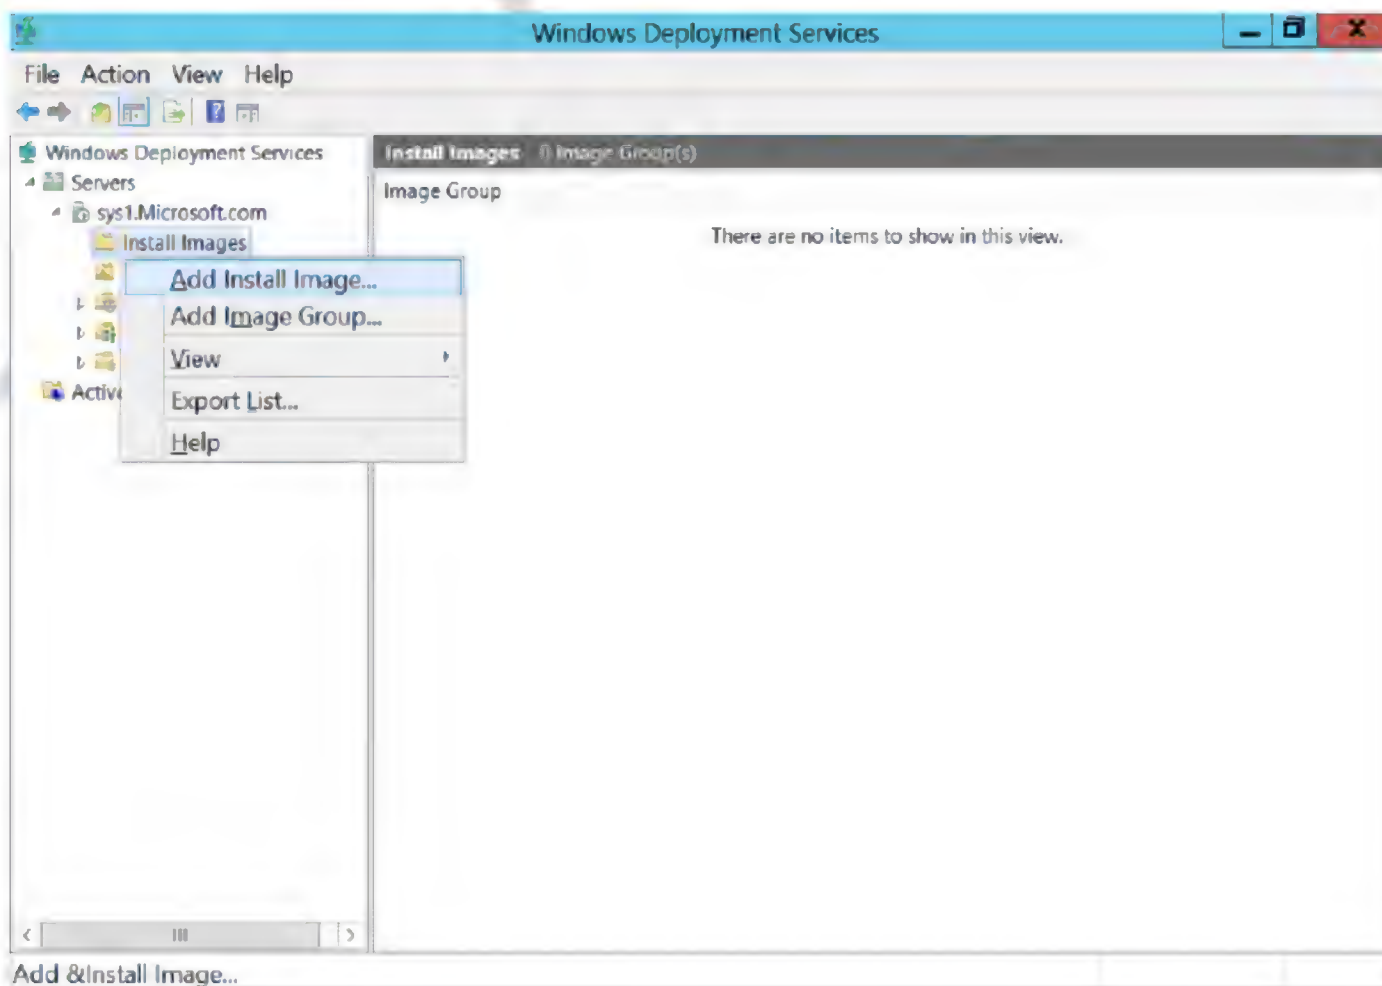 Windows Deployment Services
File Action View Help
Windows Deployment Services
Servers
sys1.Microsoft.com
Install Images
Add Install Image...
Add Image Group...
View
Export List...
Help
Active
Install Images 0 Image Group(s)
Image Group
There are no items to show in this view.
Add &Install Image...